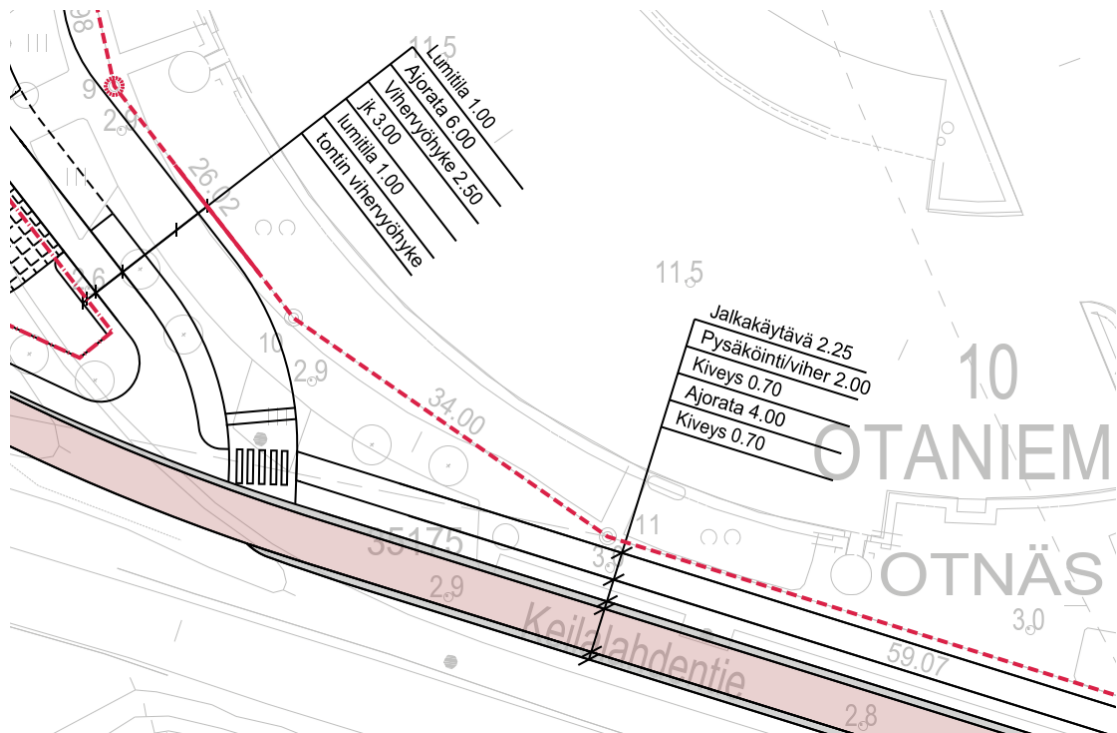 98
11.5
Lumitila 1.00
Ajorata 6.00
Vihervyöhyke 2.50
jk 3.00
lumitila 1.00
tontin vihervyöhyke
9
2.9
26.02
11.5
10
2.9
34.00
Jalkakäytävä 2.25
Pysäköinti/viher 2.00
Kiveys 0.70
Ajorata 4.00
Kiveys 0.70
10
OTANIEM
11
35175
OTNÄS
2.9
Keilalahdentie
3.0
59.07
2.8